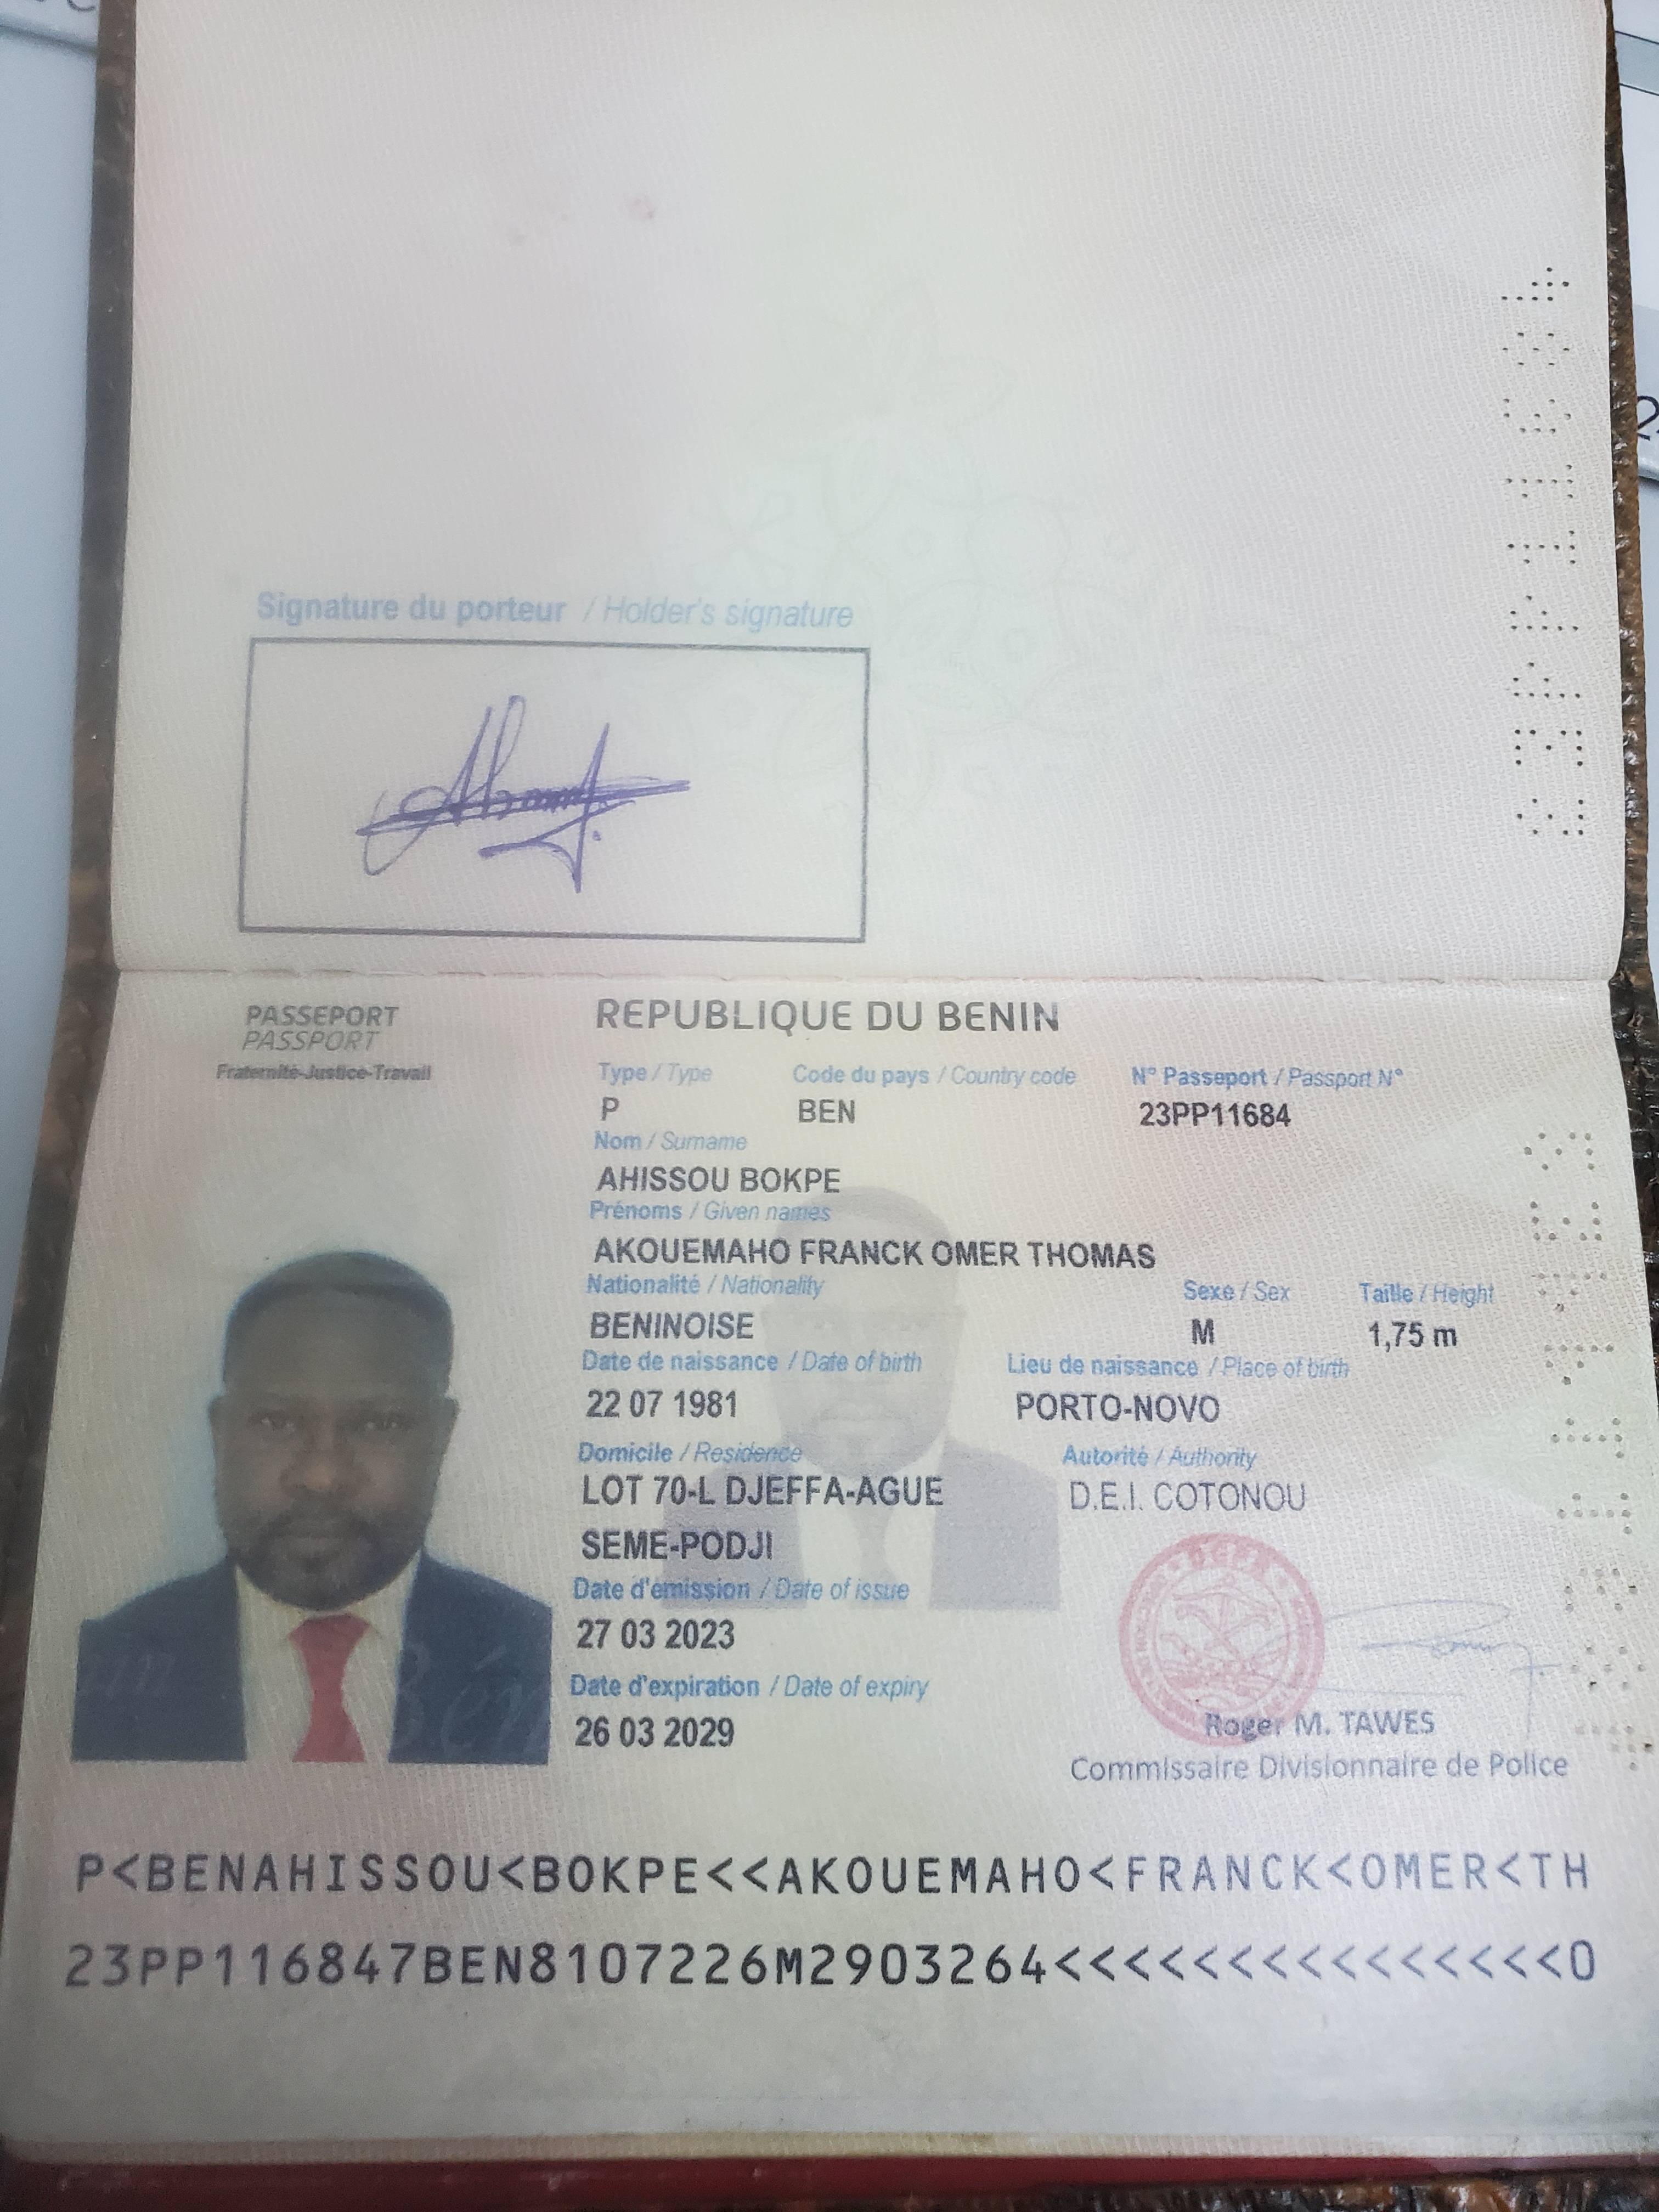 Signature du porteur / Holder's signature
PASSEPORT
PASSPORT
Fraternité-Justice-Travail
REPUBLIQUE DU BENIN
Type / Type Code du pays / Country code N° Passeport / Passport N°
P BEN 23PP11684
Nom / Surname
AHISSOU BOKPE
Prénoms / Given names
AKOUEMAHO FRANCK OMER THOMAS
Nationalité / Nationality Sexe / Sex Taille / Height
BENINOISE M 1,75 m
Date de naissance / Date of birth Lieu de naissance / Place of birth
22 07 1981 PORTO-NOVO
Domicile / Residence Autorité / Authority
LOT 70-L DJEFFA-AGUE D.E.I. COTONOU
SEME-PODJI
Date d'émission / Date of issue
27 03 2023
Date d'expiration / Date of expiry
26 03 2029
Roger M. TAWES
Commissaire Divisionnaire de Police
P<BENAHISSOU<BOKPE<<AKOUEMAHO<FRANCK<OMER<TH
23PP116847BEN8107226M2903264<<<<<<<<<<<<<<<0